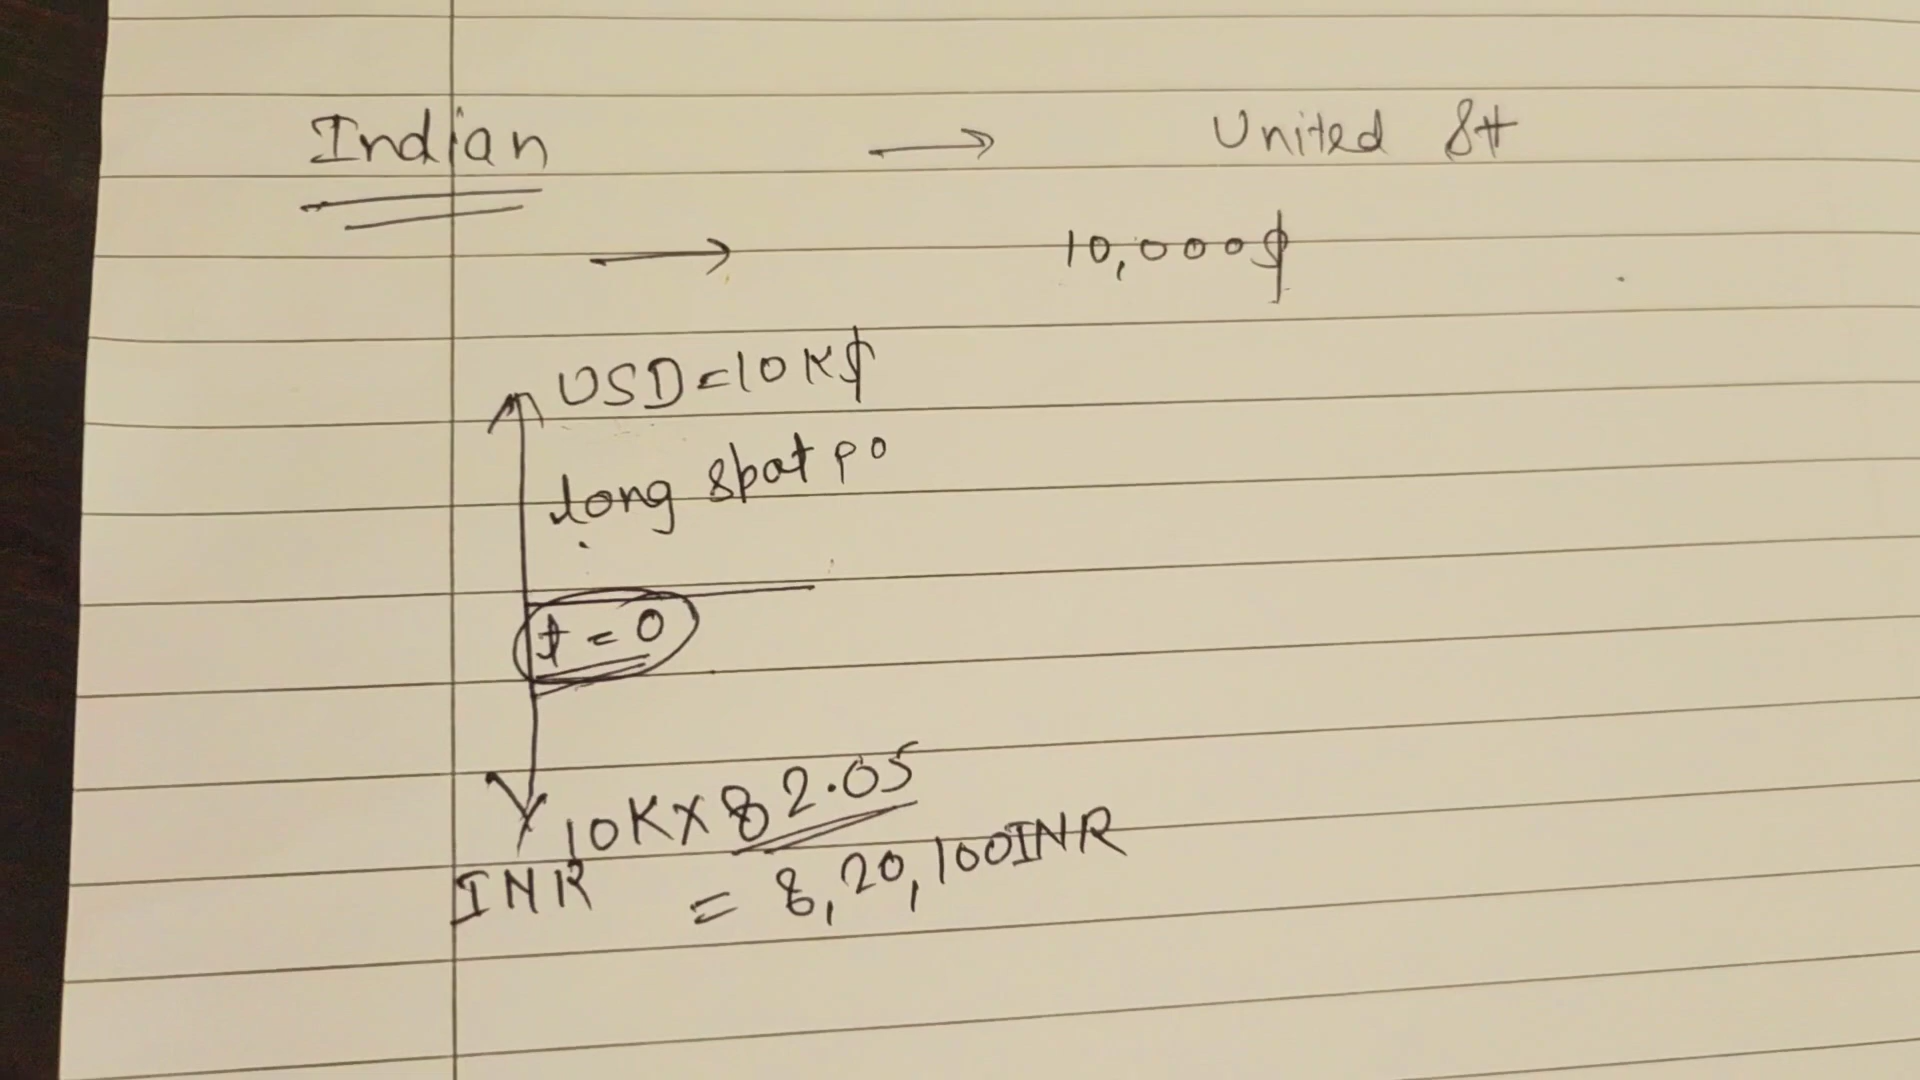 Indian → United St
→ 10,000$
USD=10K$
long spot po
t = 0
10K X 82.05
INR = 8,20,100INR